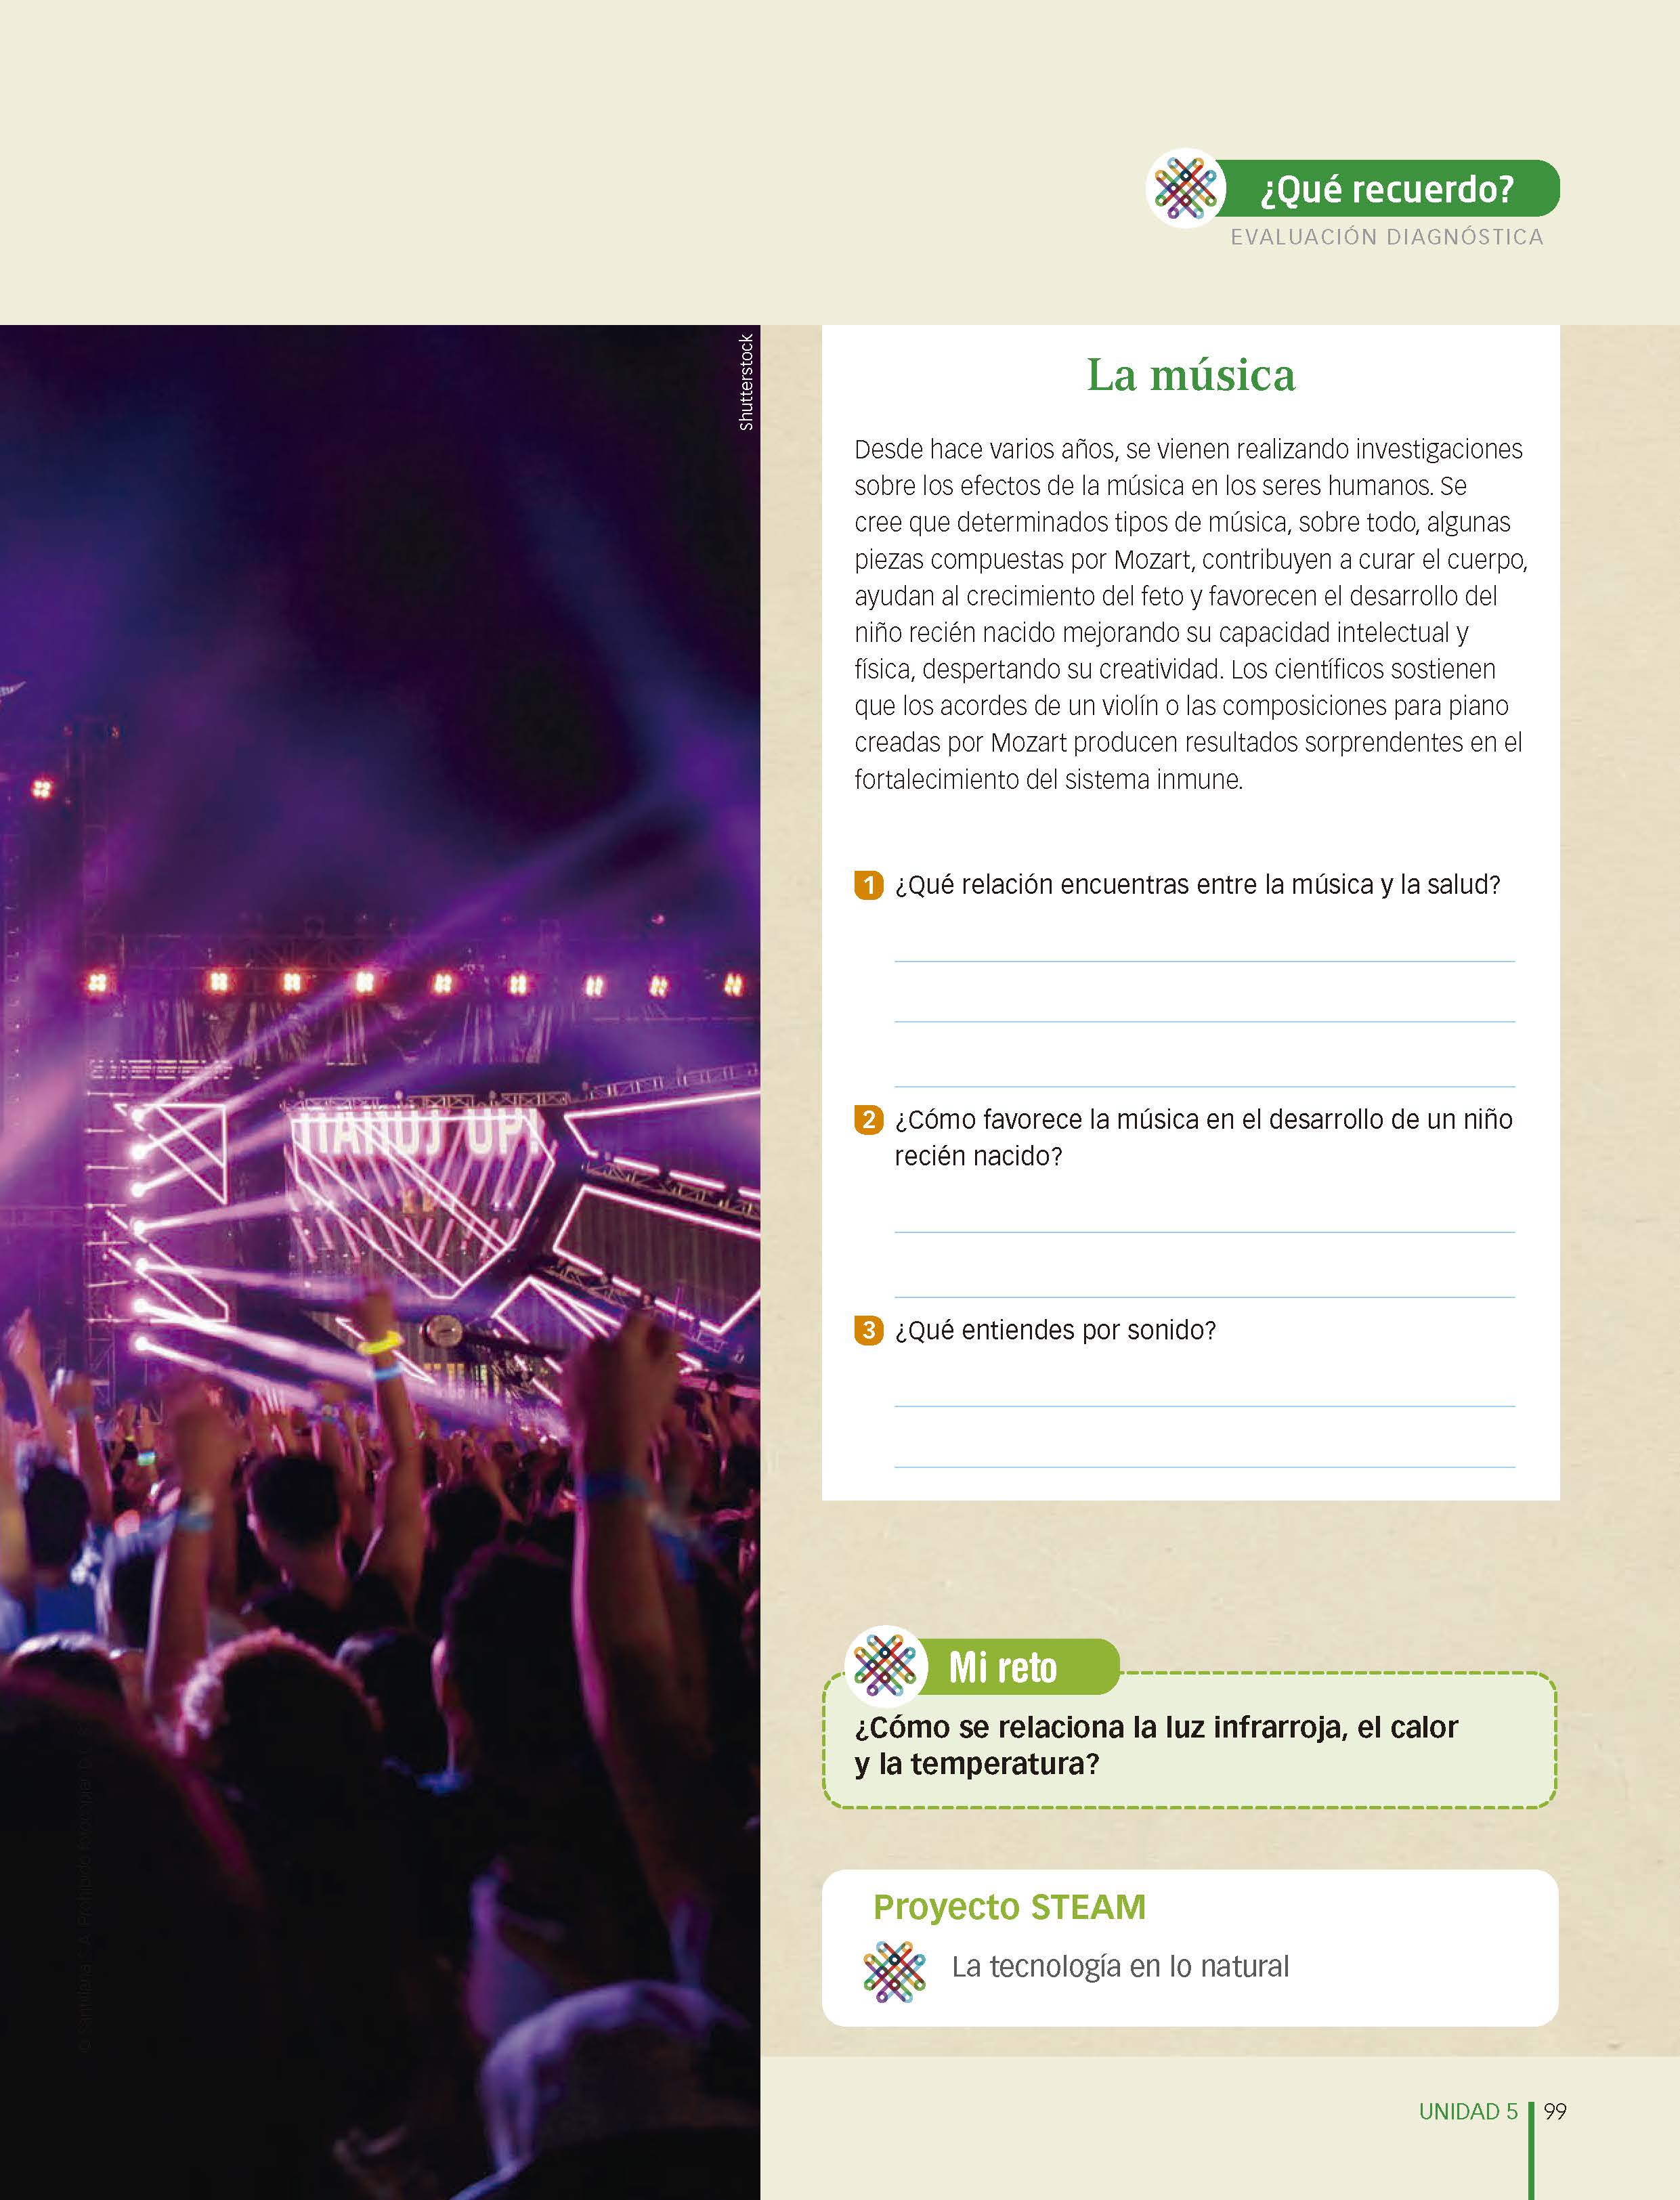 ¿Qué recuerdo?
EVALUACIÓN DIAGNÓSTICA
Shutterstock
La música
Desde hace varios años, se vienen realizando investigaciones
sobre los efectos de la música en los seres humanos. Se
cree que determinados tipos de música, sobre todo, algunas
piezas compuestas por Mozart, contribuyen a curar el cuerpo,
ayudan al crecimiento del feto y favorecen el desarrollo del
niño recién nacido mejorando su capacidad intelectual y
física, despertando su creatividad. Los científicos sostienen
que los acordes de un violín o las composiciones para piano
creadas por Mozart producen resultados sorprendentes en el
fortalecimiento del sistema inmune.
1 ¿Qué relación encuentras entre la música y la salud?
2 ¿Cómo favorece la música en el desarrollo de un niño
recién nacido?
3 ¿Qué entiendes por sonido?
HANDS UP!
Mi reto
¿Cómo se relaciona la luz infrarroja, el calor
y la temperatura?
Proyecto STEAM
La tecnología en lo natural
UNIDAD 5
99